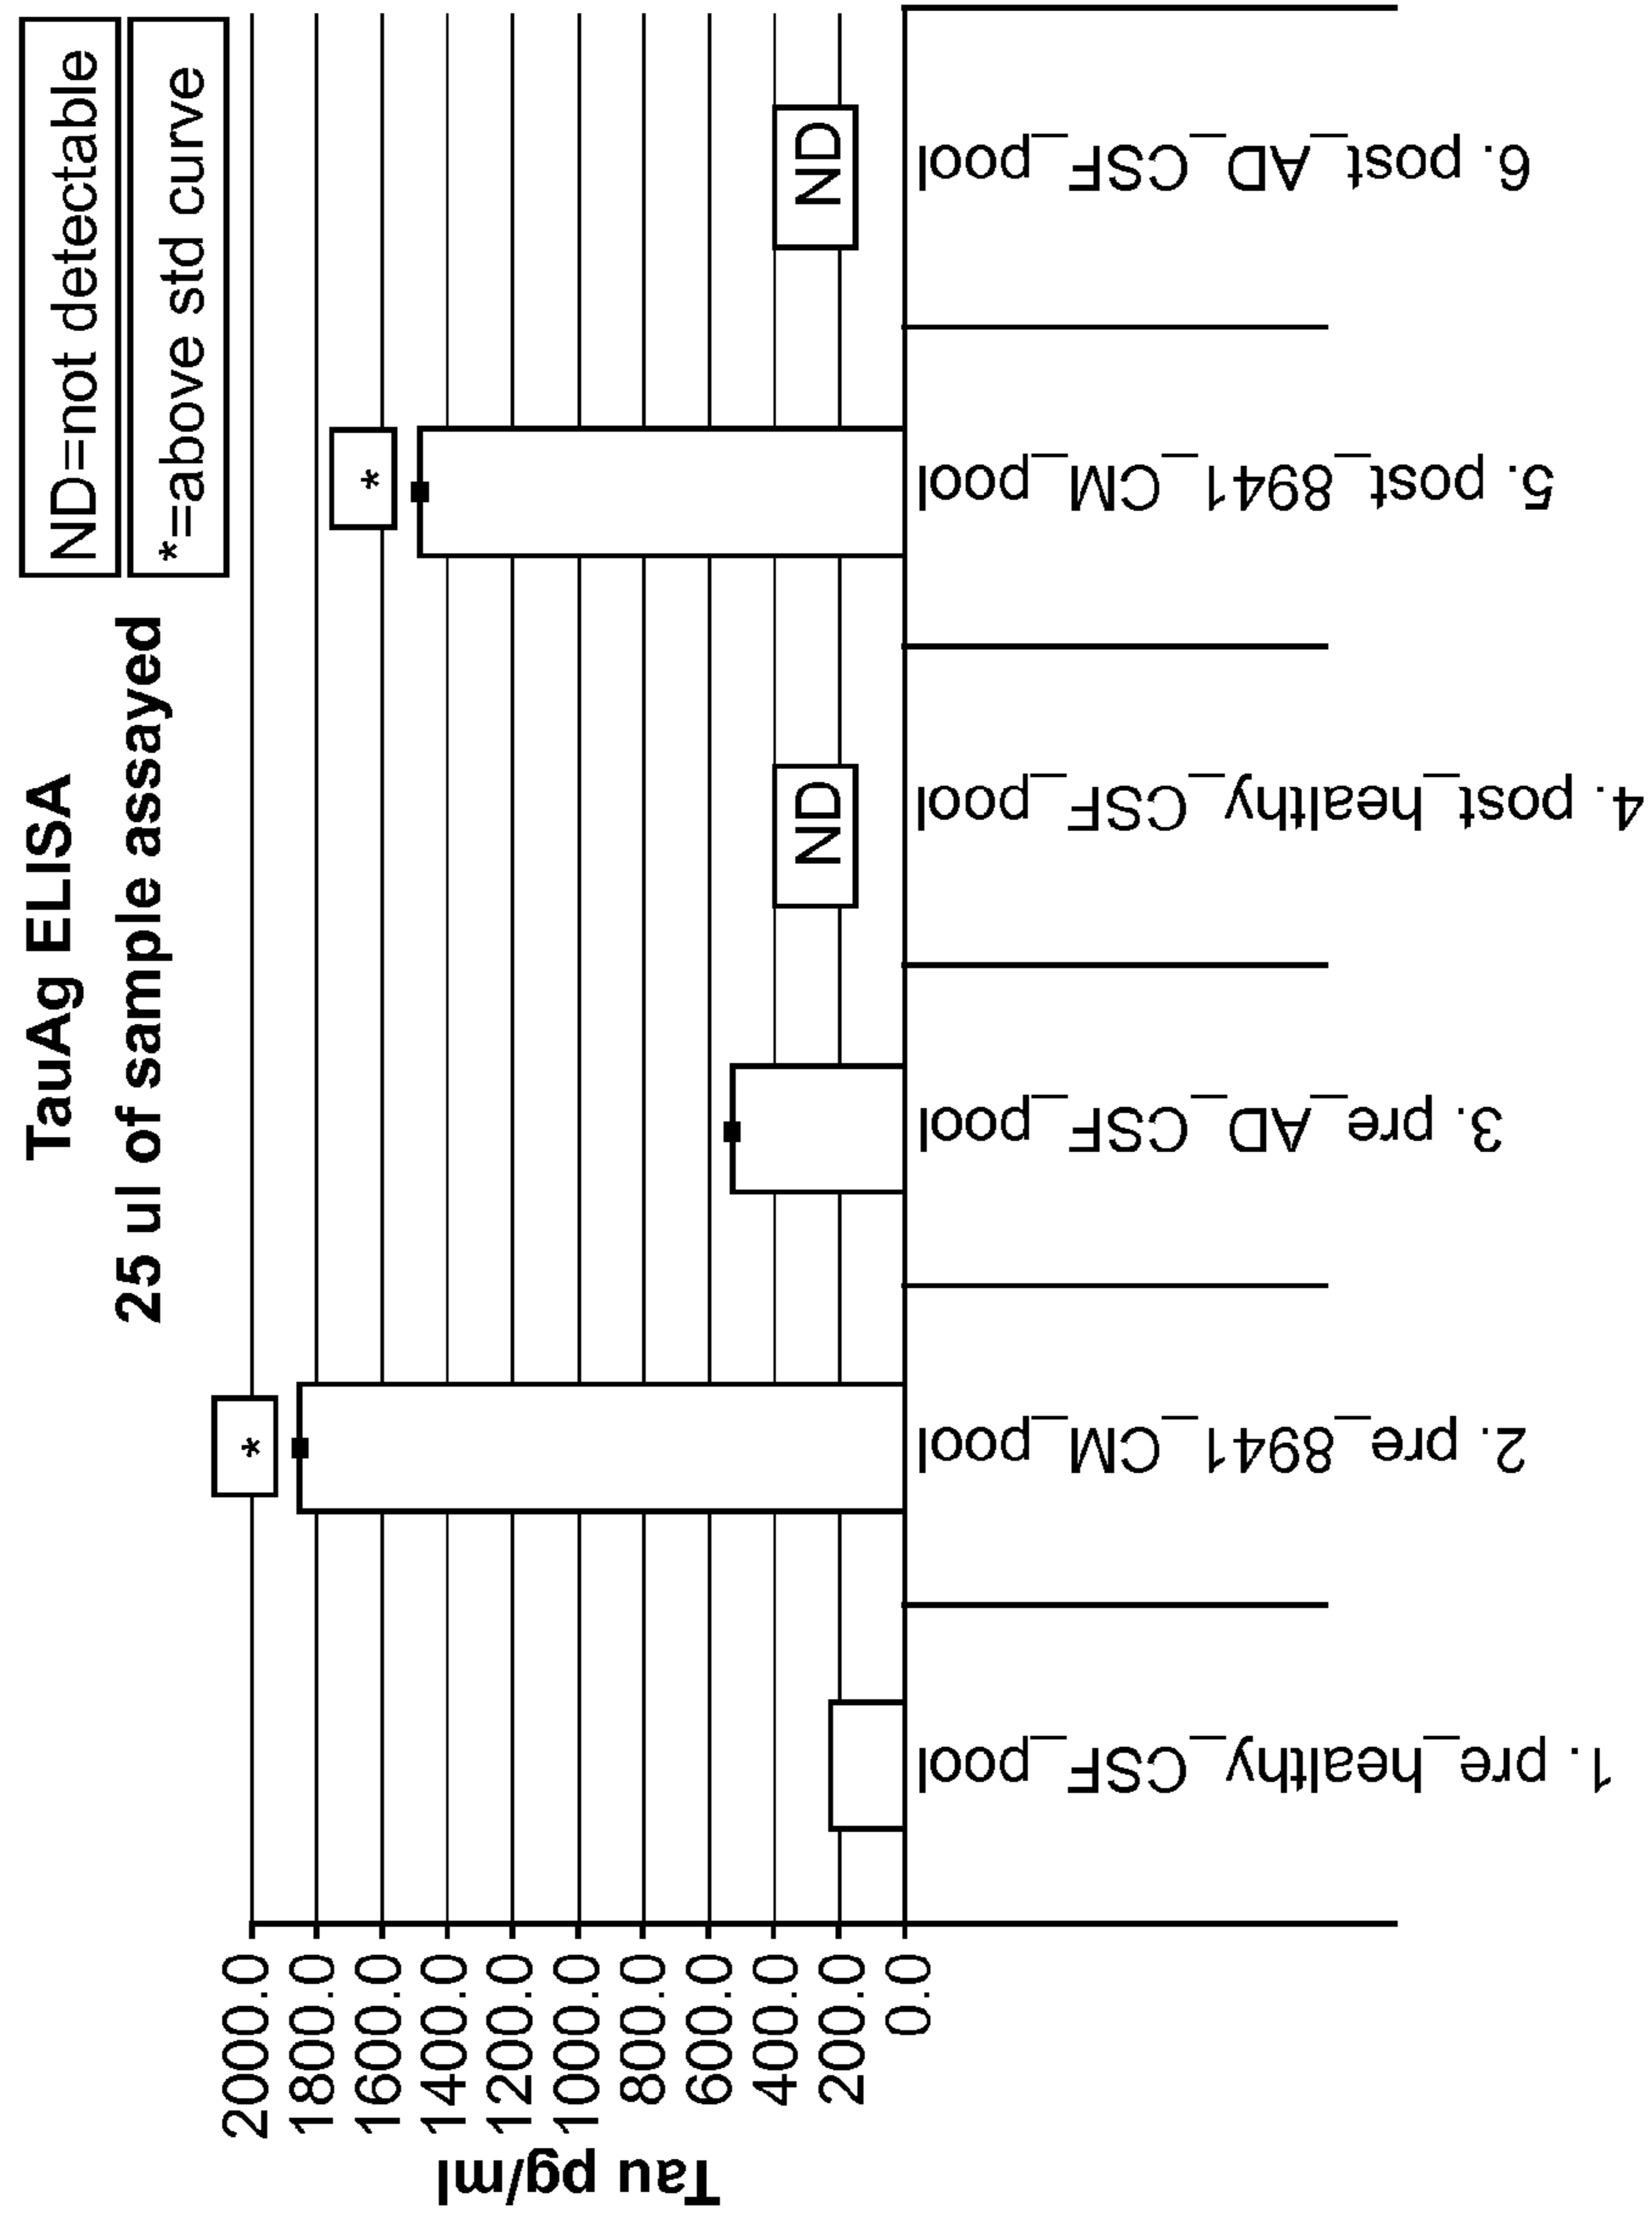 TauAg ELISA
25 ul of sample assayed
ND=not detectable
*=above std curve
Tau pg/ml
2000.0
1800.0
1600.0
1400.0
1200.0
1000.0
800.0
600.0
400.0
200.0
0.0
*
ND
*
ND
1. pre_healthy_CSF_pool
2. pre_8941_CM_pool
3. pre_AD_CSF_pool
4. post_healthy_CSF_pool
5. post_8941_CM_pool
6. post_AD_CSF_pool